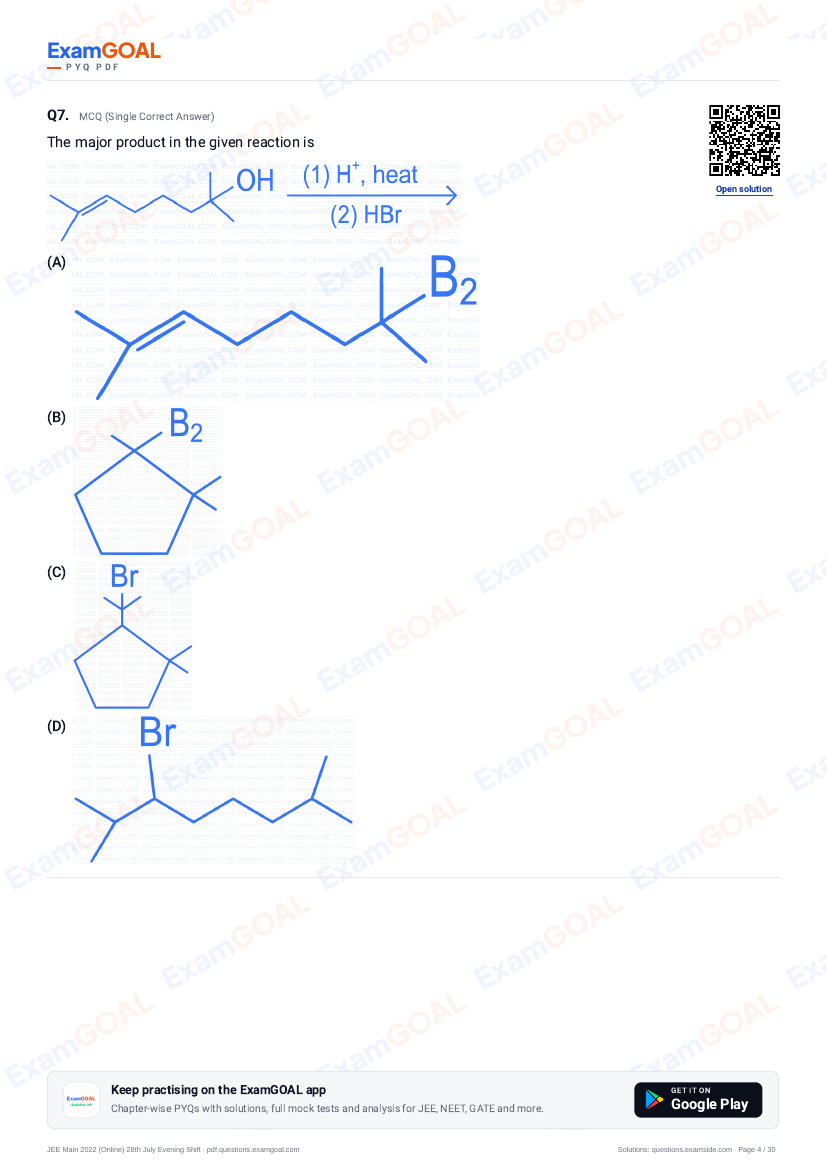 ExamGOAL
PYQ PDF
Q7. MCQ (Single Correct Answer)
The major product in the given reaction is
Open solution
OH
(1) H⁺, heat
(2) HBr
(A)
B₂
(B)
B₂
(C)
Br
(D)
Br
Keep practising on the ExamGOAL app
Chapter-wise PYQs with solutions, full mock tests and analysis for JEE, NEET, GATE and more.
GET IT ON
Google Play
JEE Main 2022 (Online) 28th July Evening Shift · pdf.questions.examgoal.com
Solutions: questions.examside.com · Page 4 / 30